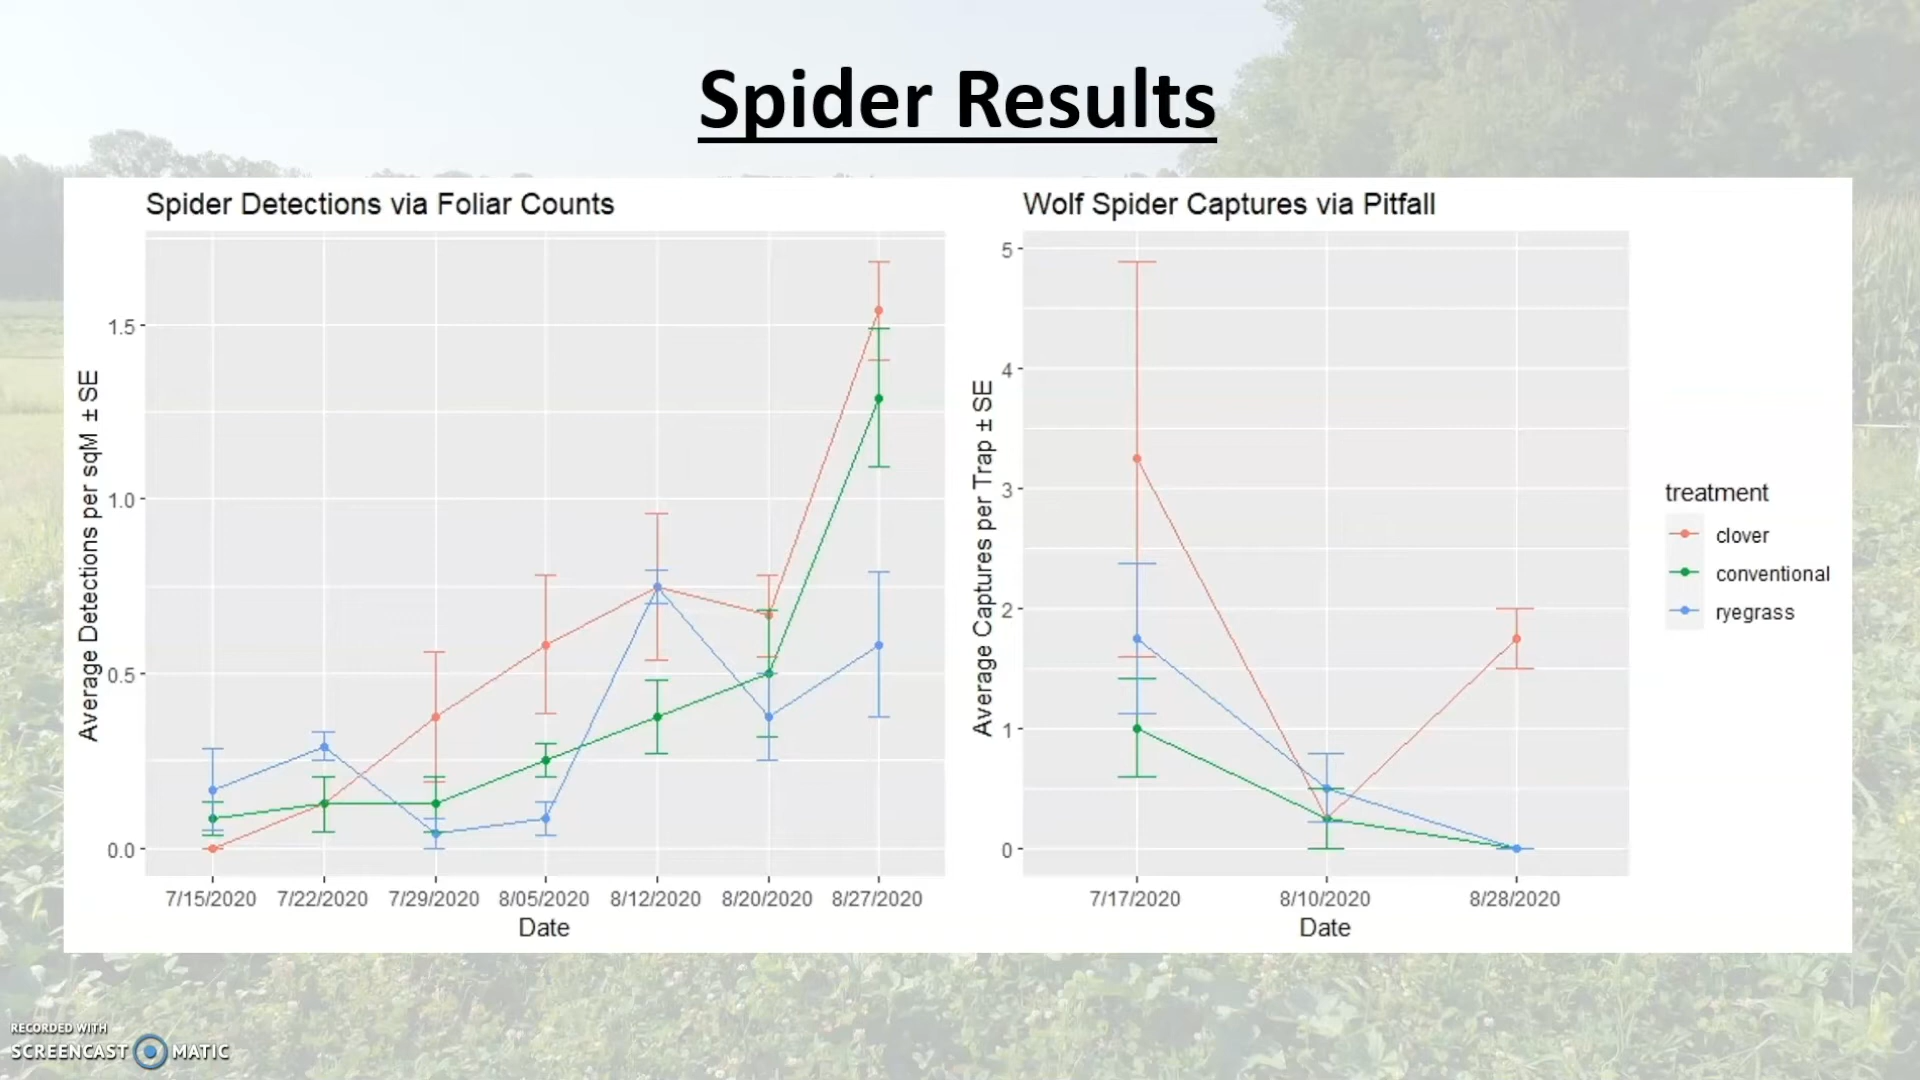 Spider Results
Spider Detections via Foliar Counts
Average Detections per sqM ± SE
1.5
1.0
0.5
0.0
7/15/2020 7/22/2020 7/29/2020 8/05/2020 8/12/2020 8/20/2020 8/27/2020
Date
Wolf Spider Captures via Pitfall
Average Captures per Trap ± SE
5
4
3
2
1
0
7/17/2020 8/10/2020 8/28/2020
Date
treatment
clover
conventional
ryegrass
RECORDED WITH
SCREENCAST MATIC